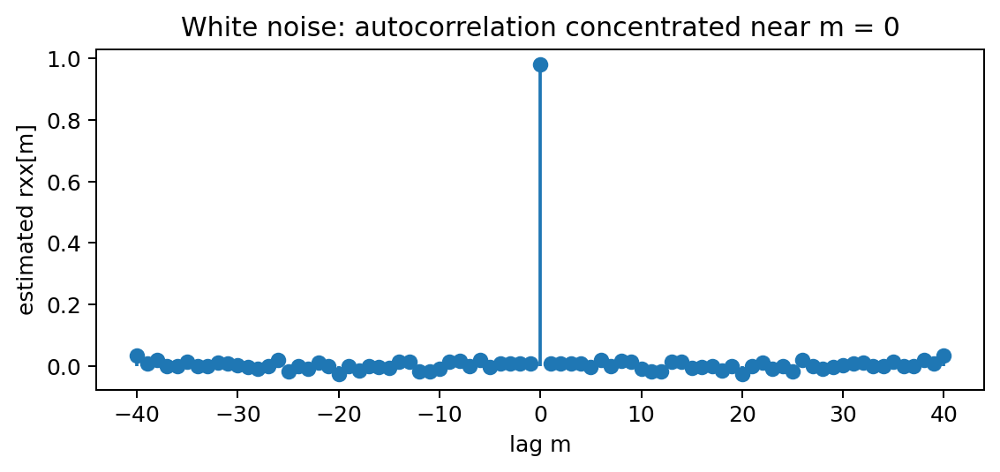 White noise: autocorrelation concentrated near m = 0
estimated rxx[m]
1.0
0.8
0.6
0.4
0.2
0.0
−40 −30 −20 −10 0 10 20 30 40
lag m